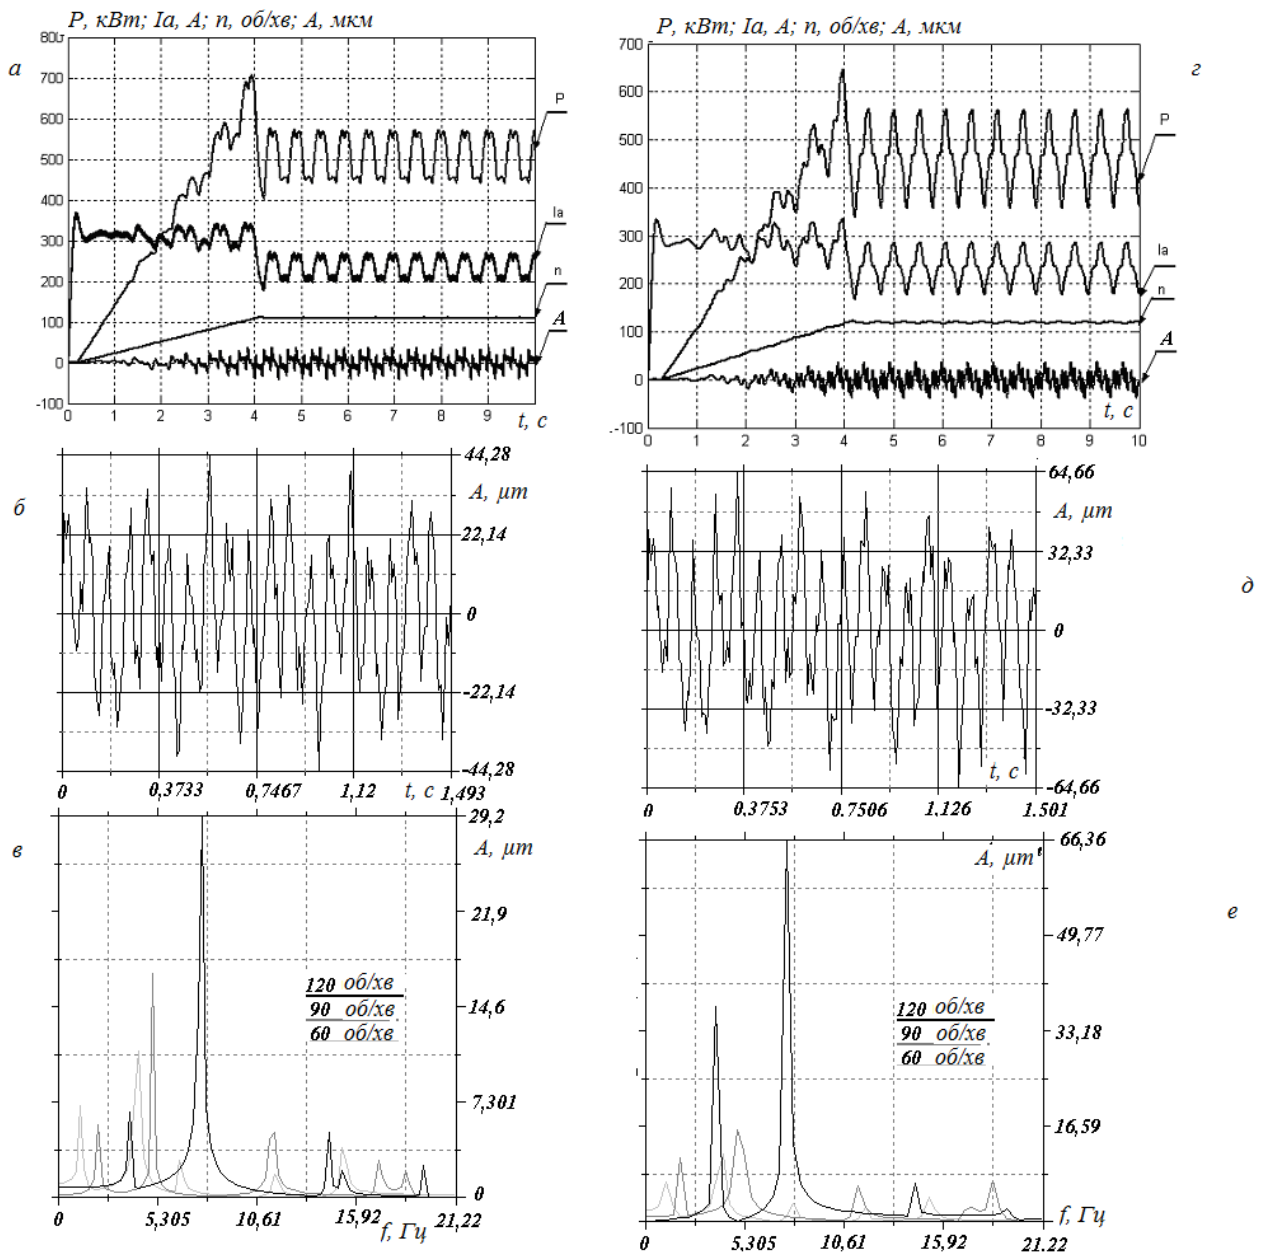 P, кВт; Ia, А; n, об/хв; А, мкм
а
800
700
600
500
400
300
200
100
0
-100
0 1 2 3 4 5 6 7 8 9
t, c
P
Ia
n
A
P, кВт; Ia, А; n, об/хв; А, мкм
г
700
600
500
400
300
200
100
0
-100
0 1 2 3 4 5 6 7 8 9 10
t, c
P
Ia
n
A
б
44,28
A, μm
22,14
0
-22,14
-44,28
0 0,3733 0,7467 1,12 t, c 1,493
д
64,66
A, μm
32,33
0
-32,33
t, c
-64,66
0 0.3753 0.7506 1.126 1.501
в
29,2
A, μm
21,9
14,6
7,301
0
120 об/хв
90 об/хв
60 об/хв
0 5,305 10,61 15,92 21,22
f, Гц
е
66,36
A, μm
49,77
33,18
16,59
120 об/хв
90 об/хв
60 об/хв
0 5,305 10,61 15,92 21.22
f, Гц